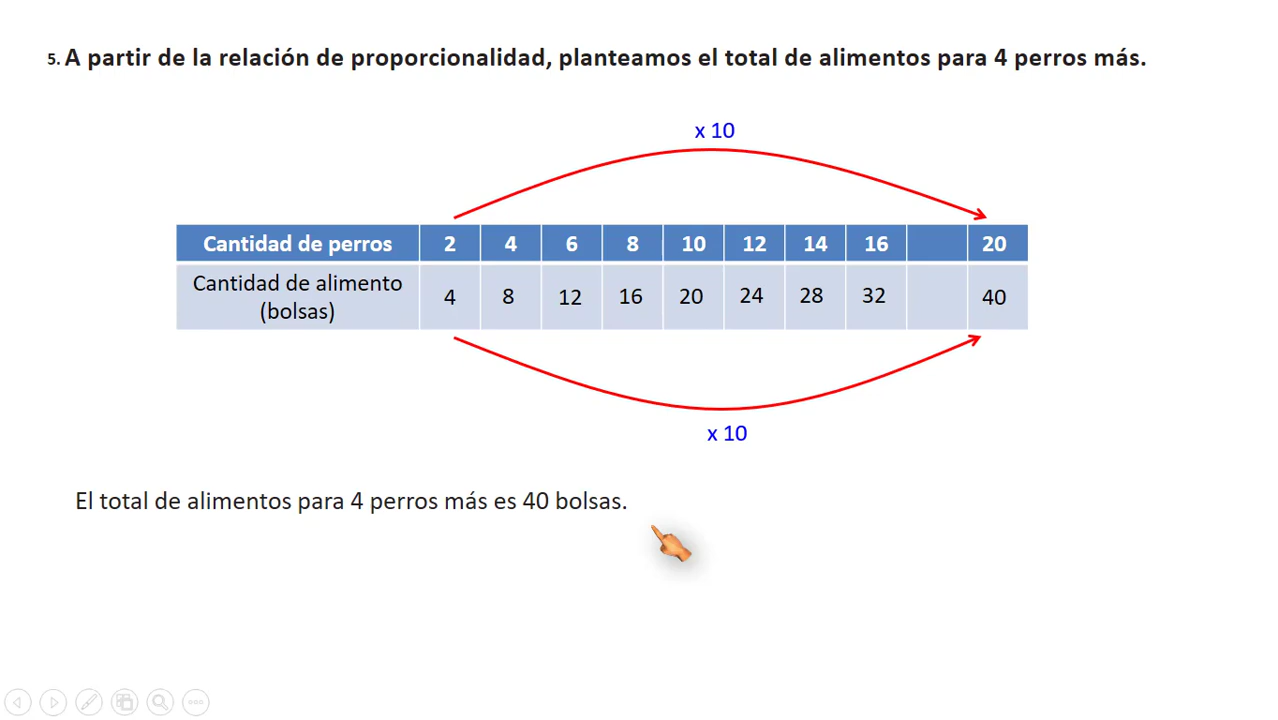 5. A partir de la relación de proporcionalidad, planteamos el total de alimentos para 4 perros más.
x 10
Cantidad de perros 2 4 6 8 10 12 14 16 20
Cantidad de alimento
(bolsas) 4 8 12 16 20 24 28 32 40
x 10
El total de alimentos para 4 perros más es 40 bolsas.